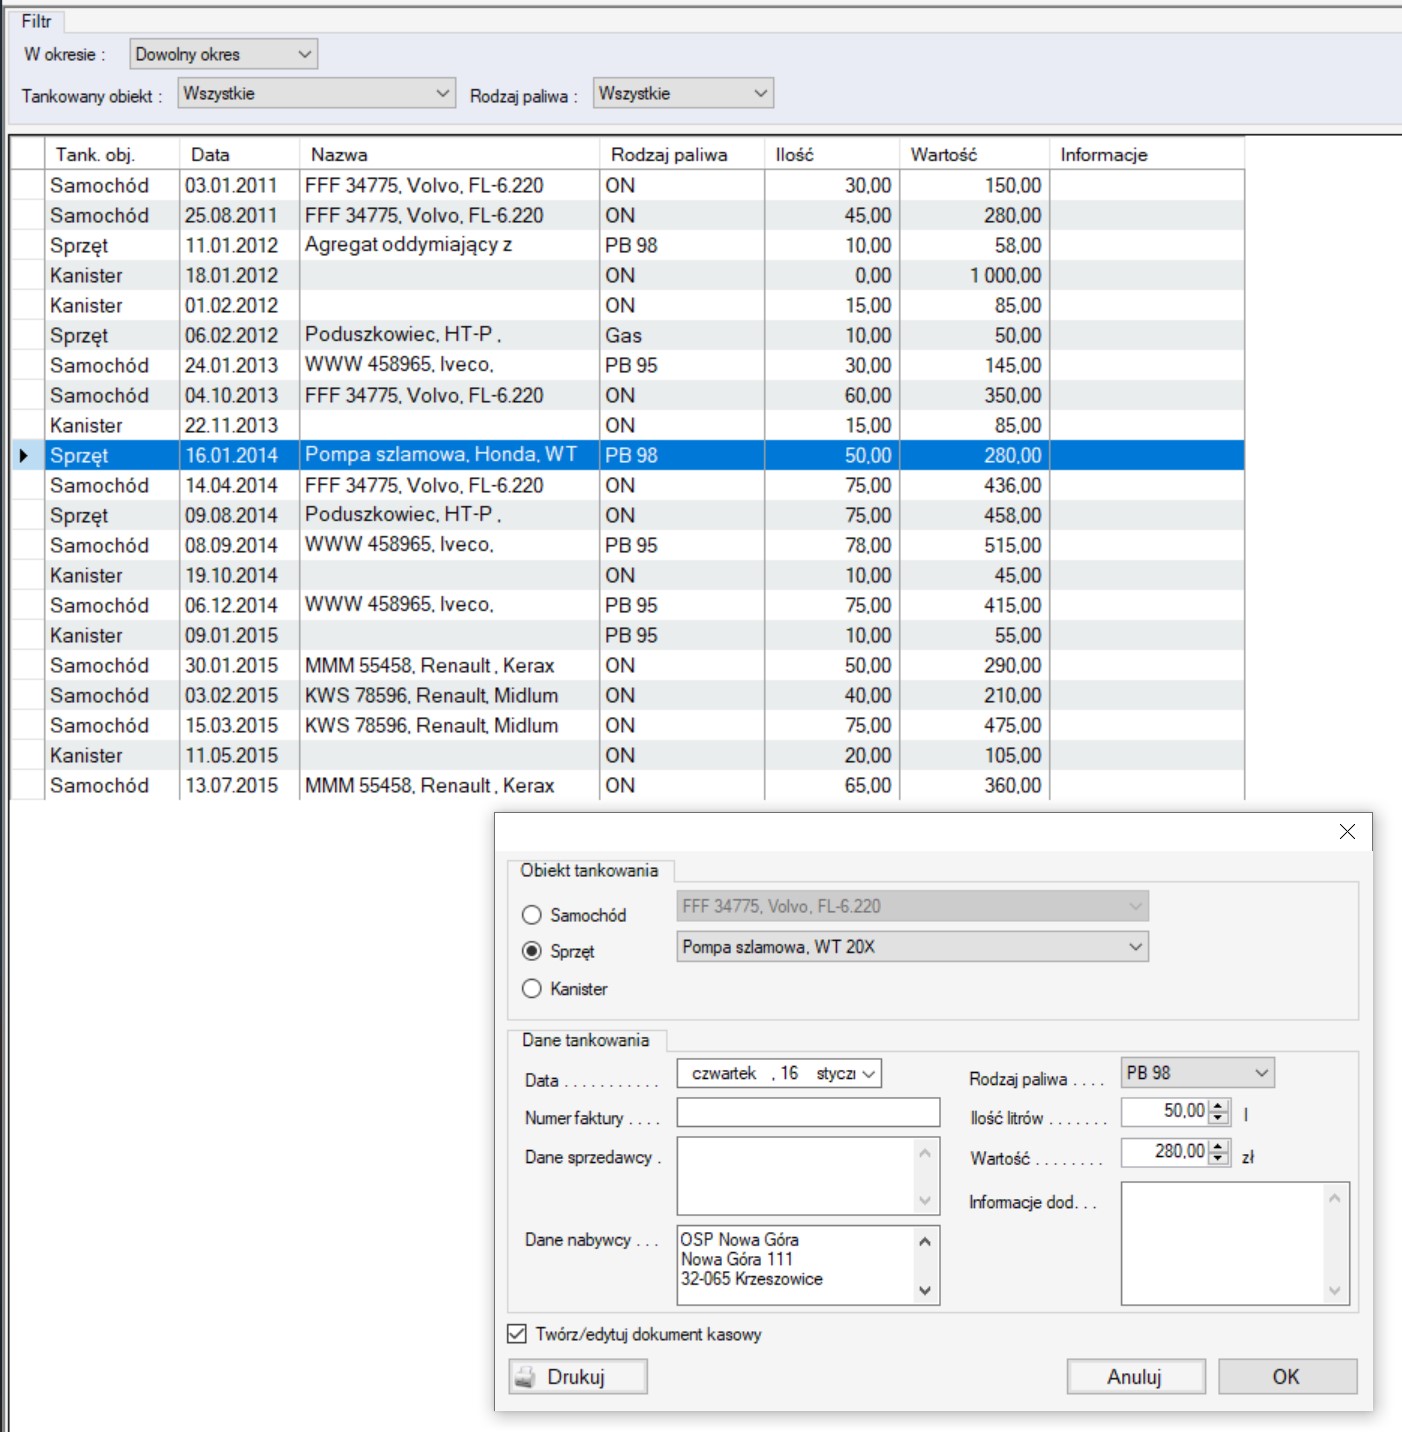 Filtr
W okresie : Dowolny okres
Tankowany obiekt : Wszystkie Rodzaj paliwa : Wszystkie
Tank. obj. Data Nazwa Rodzaj paliwa Ilość Wartość Informacje
Samochód 03.01.2011 FFF 34775, Volvo, FL-6.220 ON 30,00 150,00
Samochód 25.08.2011 FFF 34775, Volvo, FL-6.220 ON 45,00 280,00
Sprzęt 11.01.2012 Agregat oddymiający z PB 98 10,00 58,00
Kanister 18.01.2012 ON 0,00 1 000,00
Kanister 01.02.2012 ON 15,00 85,00
Sprzęt 06.02.2012 Poduszkowiec, HT-P , Gas 10,00 50,00
Samochód 24.01.2013 WWW 458965, Iveco, PB 95 30,00 145,00
Samochód 04.10.2013 FFF 34775, Volvo, FL-6.220 ON 60,00 350,00
Kanister 22.11.2013 ON 15,00 85,00
Sprzęt 16.01.2014 Pompa szlamowa, Honda, WT PB 98 50,00 280,00
Samochód 14.04.2014 FFF 34775, Volvo, FL-6.220 ON 75,00 436,00
Sprzęt 09.08.2014 Poduszkowiec, HT-P , ON 75,00 458,00
Samochód 08.09.2014 WWW 458965, Iveco, PB 95 78,00 515,00
Kanister 19.10.2014 ON 10,00 45,00
Samochód 06.12.2014 WWW 458965, Iveco, PB 95 75,00 415,00
Kanister 09.01.2015 PB 95 10,00 55,00
Samochód 30.01.2015 MMM 55458, Renault , Kerax ON 50,00 290,00
Samochód 03.02.2015 KWS 78596, Renault, Midlum ON 40,00 210,00
Samochód 15.03.2015 KWS 78596, Renault, Midlum ON 75,00 475,00
Kanister 11.05.2015 ON 20,00 105,00
Samochód 13.07.2015 MMM 55458, Renault , Kerax ON 65,00 360,00
Obiekt tankowania
Samochód FFF 34775, Volvo, FL-6.220
Sprzęt Pompa szlamowa, WT 20X
Kanister
Dane tankowania
Data . . . . . . . . . . . czwartek , 16 Rodzaj paliwa . . . . PB 98
Numer faktury . . . . Ilość litrów . . . . . . . 50,00 l
Dane sprzedawcy . Wartość . . . . . . . . 280,00 zł
Informacje dod. . .
Dane nabywcy . . . OSP Nowa Góra
Nowa Góra 111
32-065 Krzeszowice
Twórz/edytuj dokument kasowy
Drukuj Anuluj OK